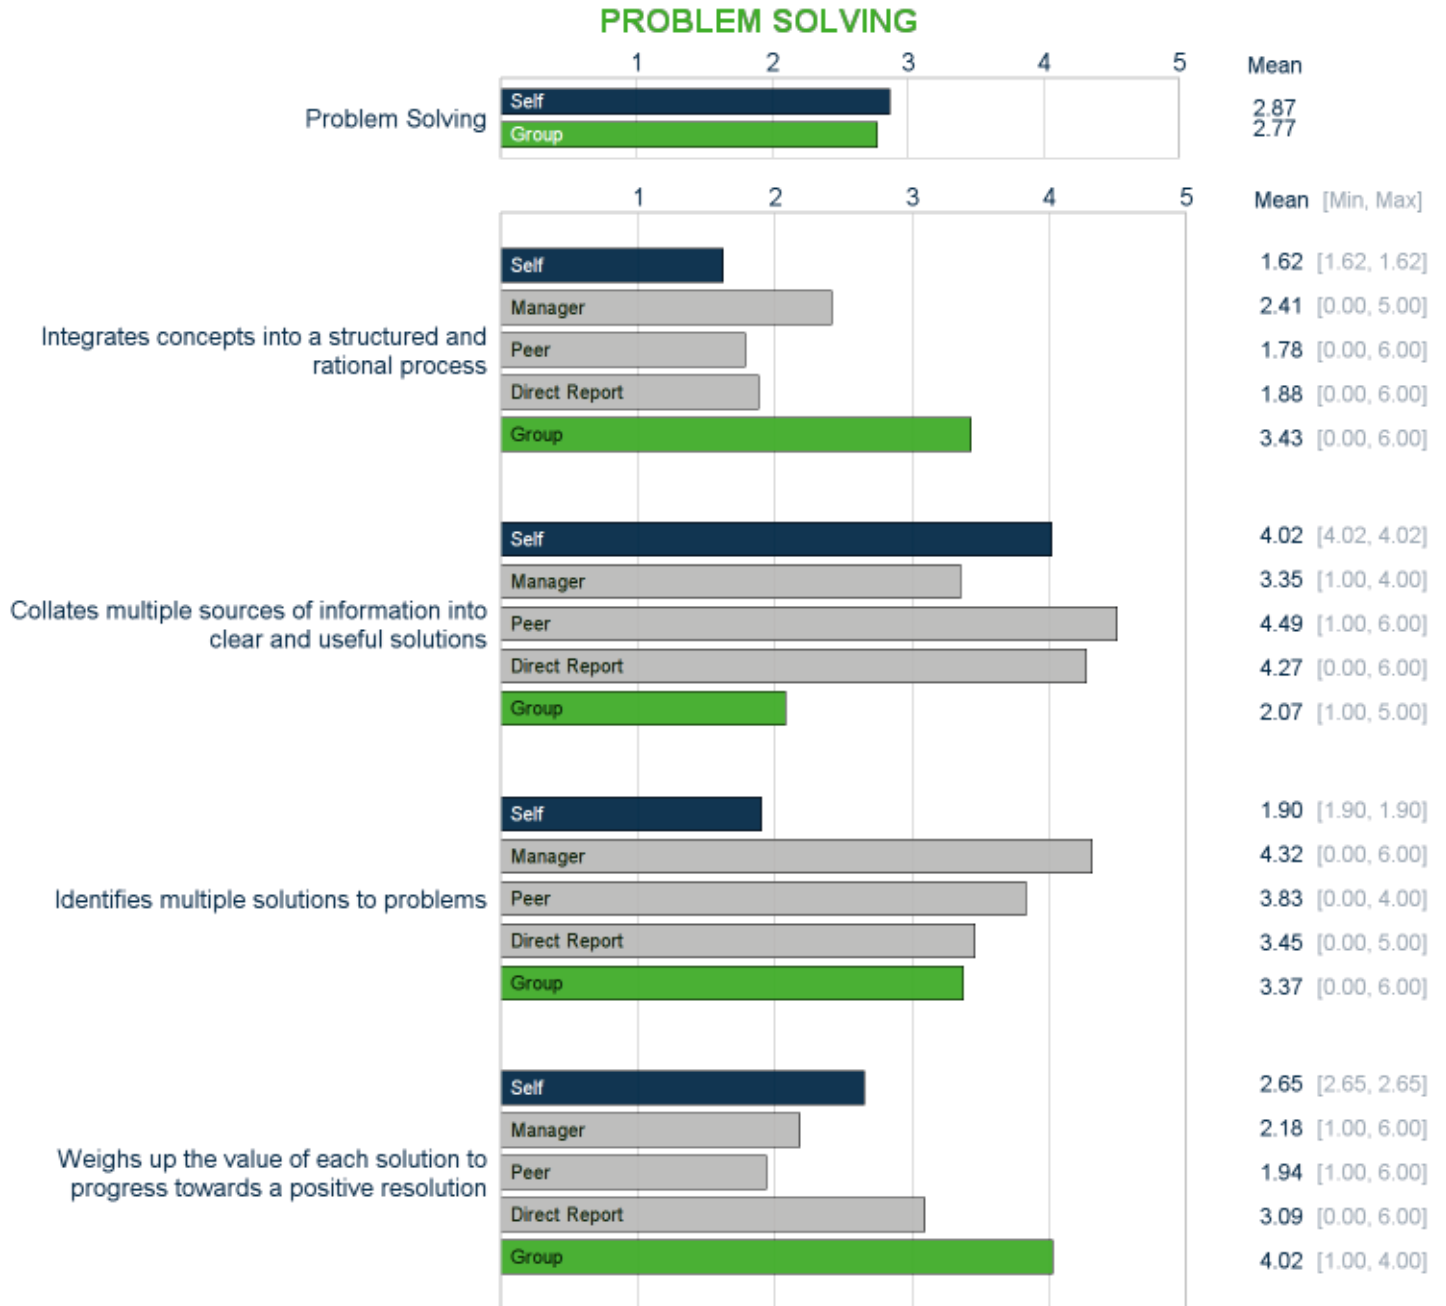 PROBLEM SOLVING
1 2 3 4 5 Mean
Problem Solving
Self 2.87
Group 2.77
1 2 3 4 5 Mean [Min, Max]
Integrates concepts into a structured and
rational process
Self 1.62 [1.62, 1.62]
Manager 2.41 [0.00, 5.00]
Peer 1.78 [0.00, 6.00]
Direct Report 1.88 [0.00, 6.00]
Group 3.43 [0.00, 6.00]
Collates multiple sources of information into
clear and useful solutions
Self 4.02 [4.02, 4.02]
Manager 3.35 [1.00, 4.00]
Peer 4.49 [1.00, 6.00]
Direct Report 4.27 [0.00, 6.00]
Group 2.07 [1.00, 5.00]
Identifies multiple solutions to problems
Self 1.90 [1.90, 1.90]
Manager 4.32 [0.00, 6.00]
Peer 3.83 [0.00, 4.00]
Direct Report 3.45 [0.00, 5.00]
Group 3.37 [0.00, 6.00]
Weighs up the value of each solution to
progress towards a positive resolution
Self 2.65 [2.65, 2.65]
Manager 2.18 [1.00, 6.00]
Peer 1.94 [1.00, 6.00]
Direct Report 3.09 [0.00, 6.00]
Group 4.02 [1.00, 4.00]